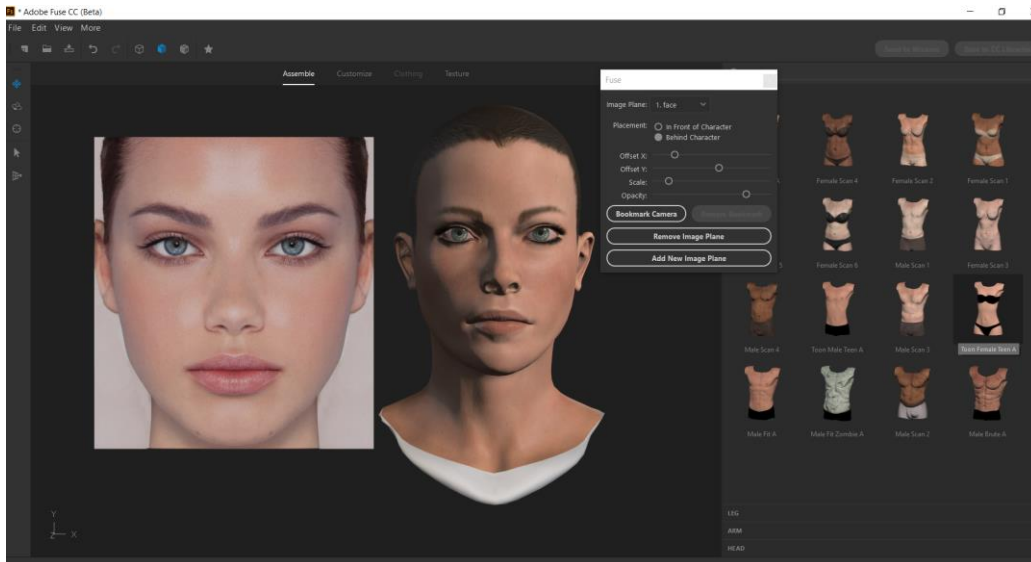 * Adobe Fuse CC (Beta)
File Edit View More
Assemble Customize Clothing Texture
Fuse
Image Plane: 1. face
Placement: In Front of Character
Behind Character
Offset X:
Offset Y:
Scale:
Opacity:
Bookmark Camera
Remove Image Plane
Add New Image Plane
Female Scan 4 Female Scan 2 Female Scan 1
Female Scan 6 Male Scan 1 Female Scan 3
Male Scan 4 Toon Male Teen A Male Scan 3 Toon Female Teen A
Male Fit A Male Fit Zombie A Male Scan 2 Male Brute A
LEG
ARM
HEAD
Y
Z X